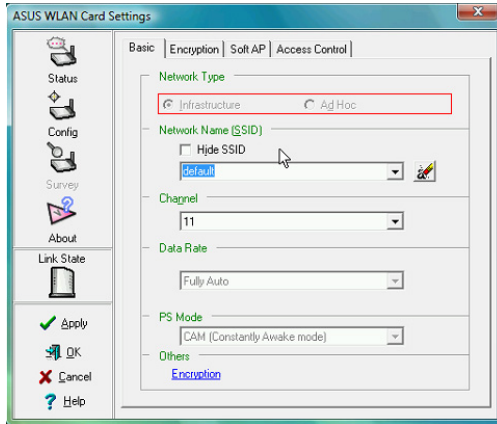 ASUS WLAN Card Settings
Basic Encryption Soft AP Access Control
Status
Config
Survey
About
Link State
Apply
OK
Cancel
Help
Network Type
Infrastructure Ad Hoc
Network Name (SSID)
Hide SSID
default
Channel
11
Data Rate
Fully Auto
PS Mode
CAM (Constantly Awake mode)
Others
Encryption